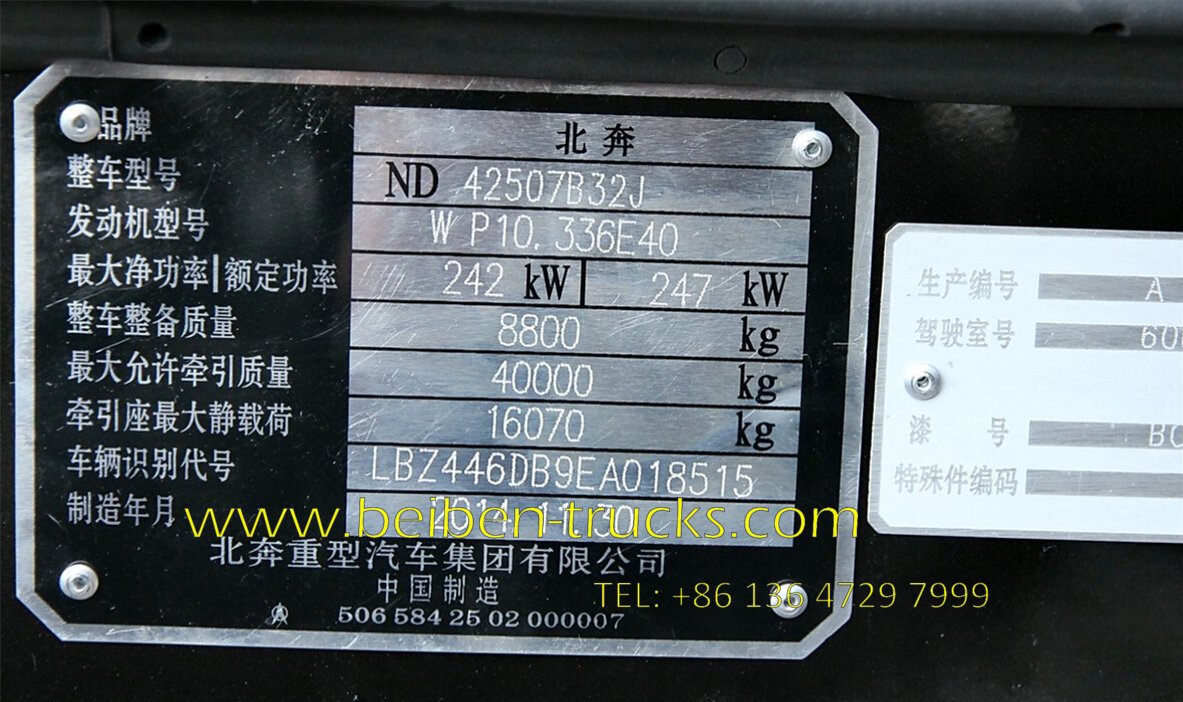 品牌 北奔
整车型号 ND 42507B32J
发动机型号 WP10.336E40
最大净功率|额定功率 242 kW 247 kW
整车整备质量 8800 kg
最大允许牵引质量 40000 kg
牵引座最大静载荷 16070 kg
车辆识别代号 LBZ446DB9EA018515
制造年月 2014.11.30
www.beiben-trucks.com
北奔重型汽车集团有限公司
中国制造
TEL: +86 136 4729 7999
506 584 25 02 000007
生产编号 A
驾驶室号 60
漆 号 BC
特殊件编码